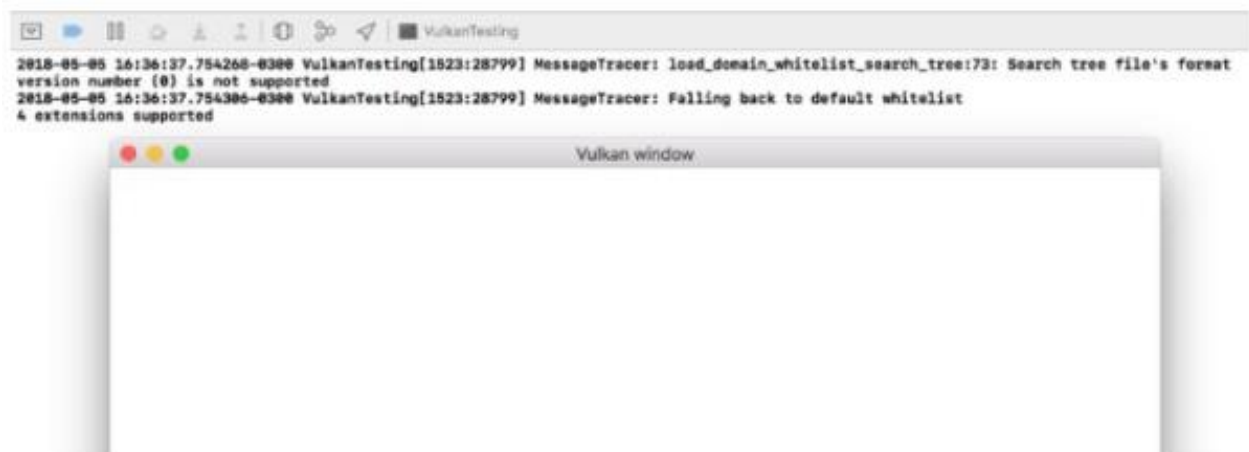 VulkanTesting
2018-05-05 16:36:37.754268-0300 VulkanTesting[1523:28799] MessageTracer: load_domain_whitelist_search_tree:73: Search tree file's format
version number (0) is not supported
2018-05-05 16:36:37.754306-0300 VulkanTesting[1523:28799] MessageTracer: Falling back to default whitelist
4 extensions supported
Vulkan window